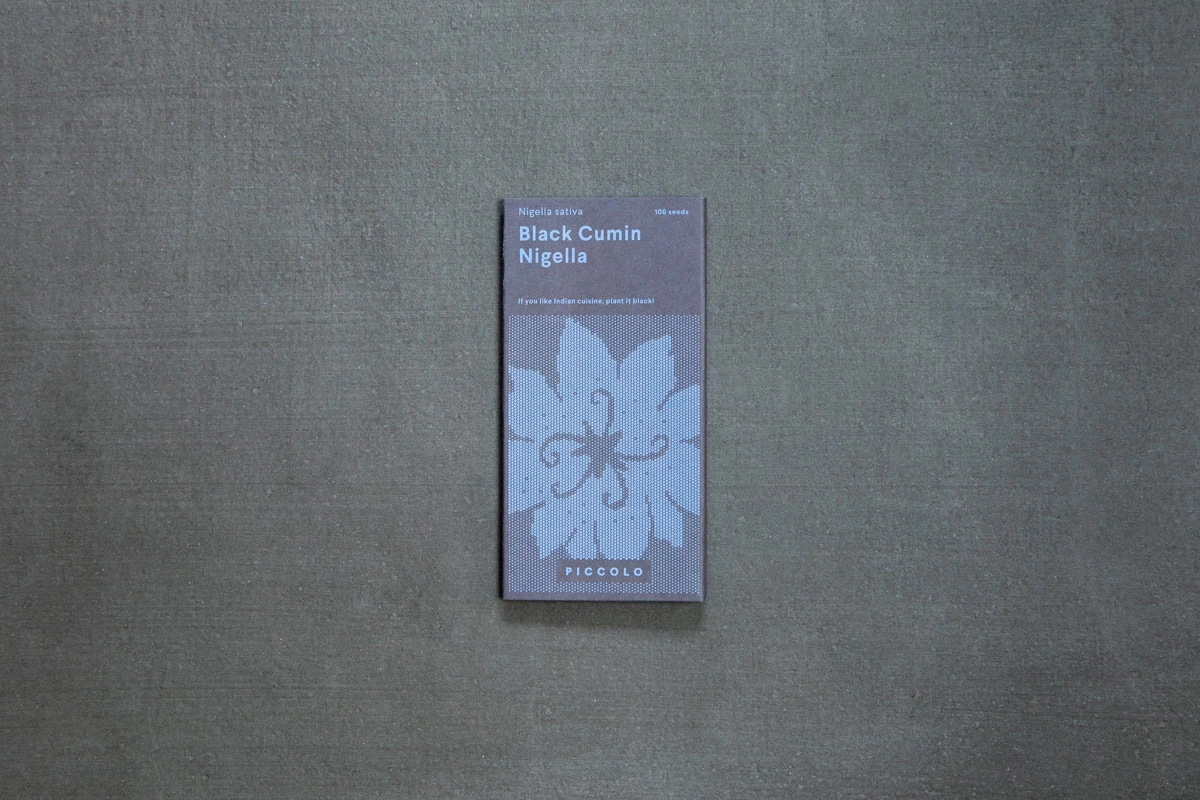 Nigella sativa
100 seeds
Black Cumin
Nigella
If you like Indian cuisine, plant it black!
PICCOLO